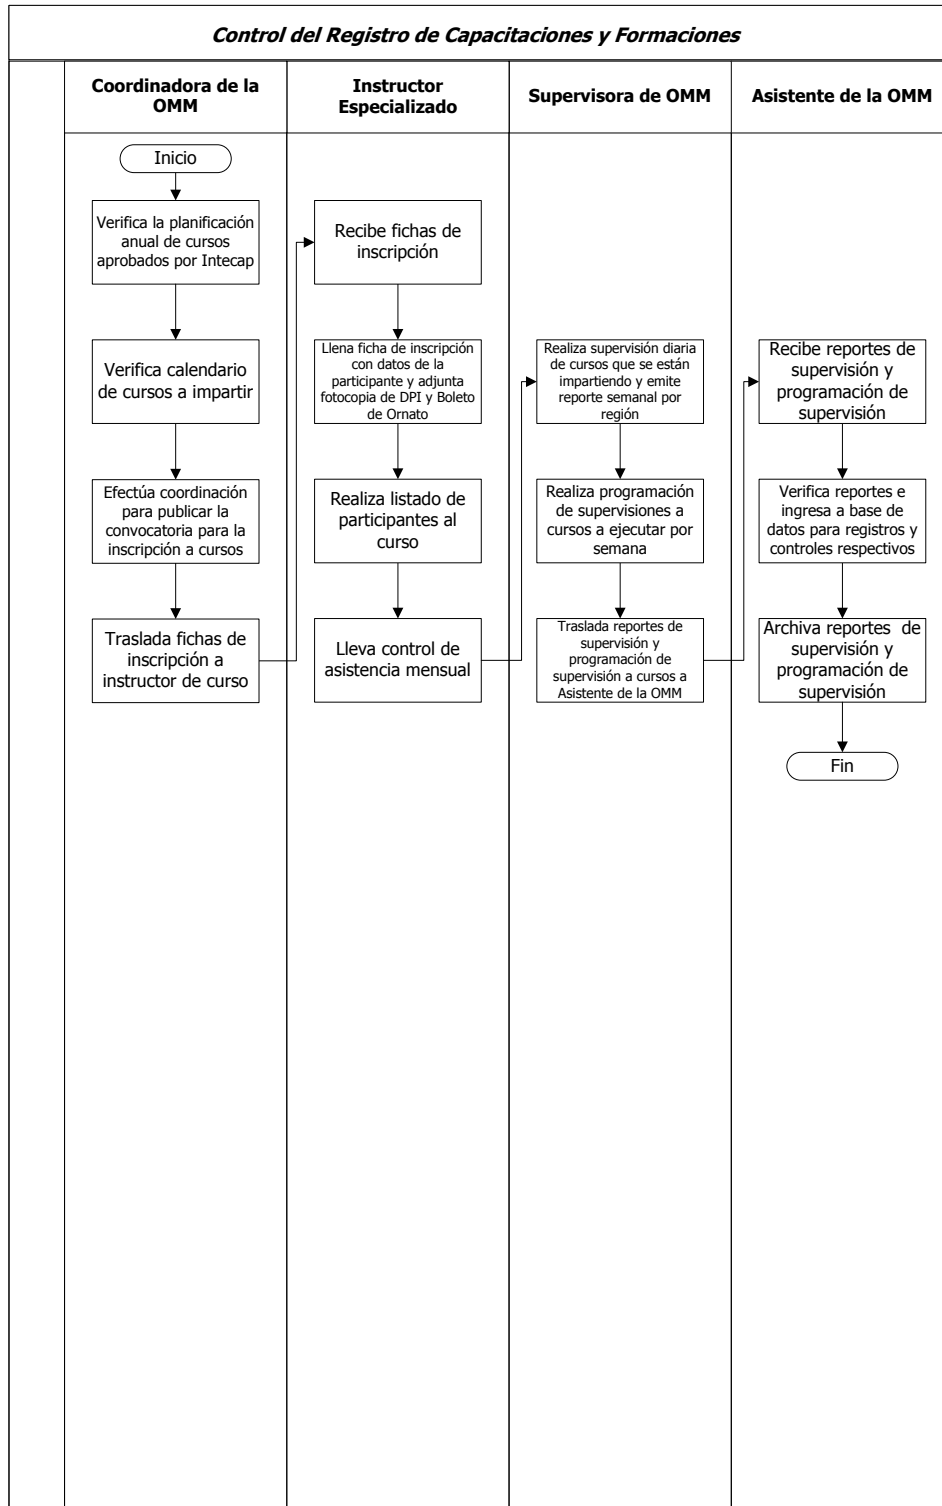 Control del Registro de Capacitaciones y Formaciones
Coordinadora de la
OMM
Instructor
Especializado
Supervisora de OMM
Asistente de la OMM
Inicio
Verifica la planificación
anual de cursos
aprobados por Intecap
Verifica calendario
de cursos a impartir
Efectúa coordinación
para publicar la
convocatoria para la
inscripción a cursos
Traslada fichas de
inscripción a
instructor de curso
Recibe fichas de
inscripción
Llena ficha de inscripción
con datos de la
participante y adjunta
fotocopia de DPI y Boleto
de Ornato
Realiza listado de
participantes al
curso
Lleva control de
asistencia mensual
Realiza supervisión diaria
de cursos que se están
impartiendo y emite
reporte semanal por
región
Realiza programación
de supervisiones a
cursos a ejecutar por
semana
Traslada reportes de
supervisión y
programación de
supervisión a cursos a
Asistente de la OMM
Recibe reportes de
supervisión y
programación de
supervisión
Verifica reportes e
ingresa a base de
datos para registros y
controles respectivos
Archiva reportes de
supervisión y
programación de
supervisión
Fin